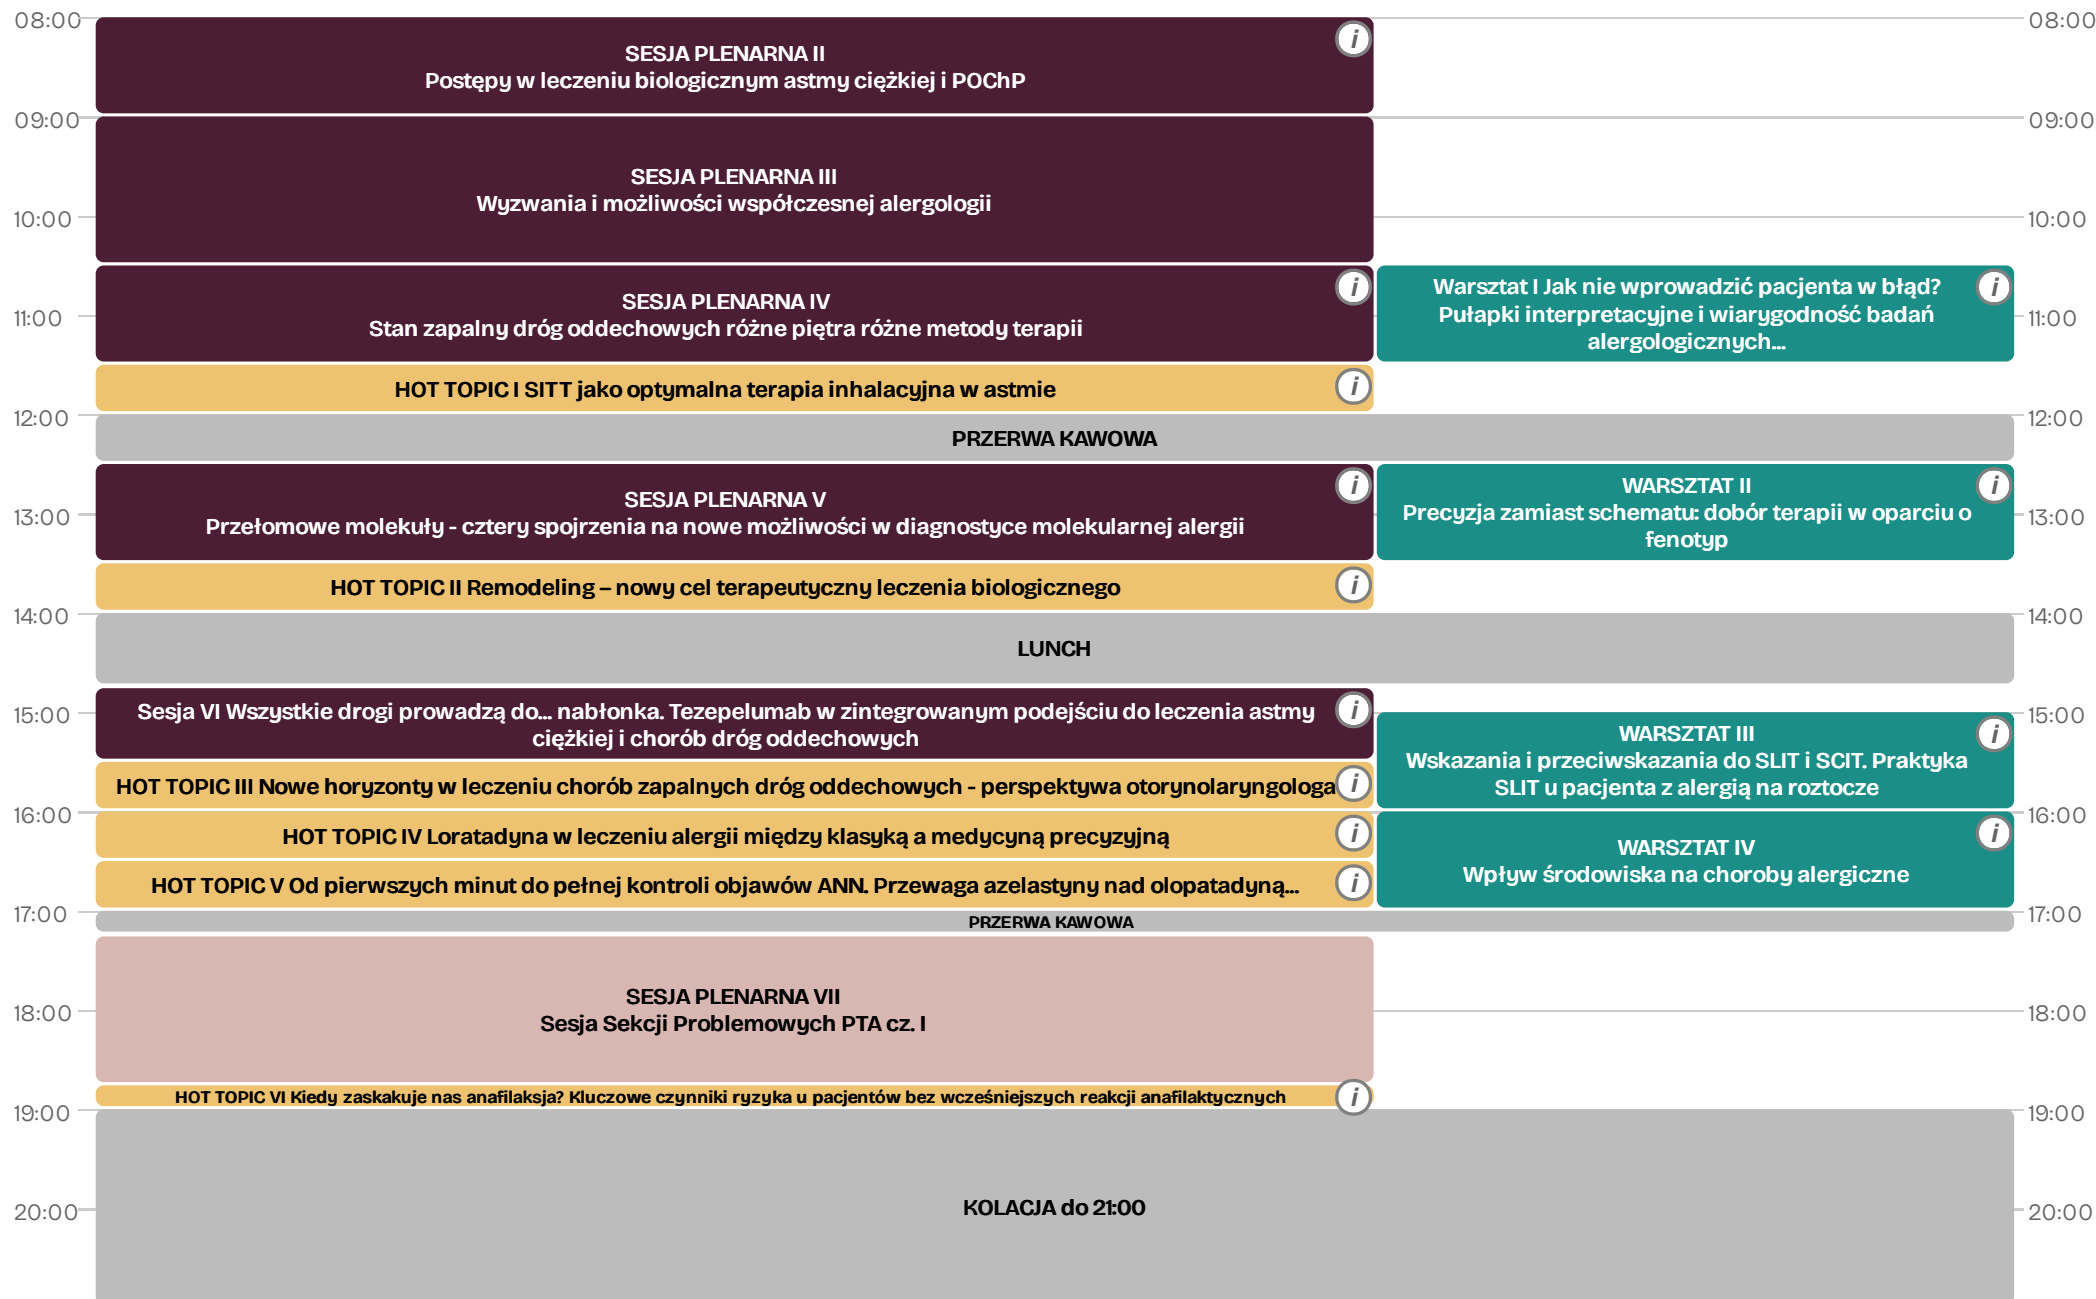 08:00
08:00
SESJA PLENARNA II
Postępy w leczeniu biologicznym astmy ciężkiej i POChP
i
09:00
09:00
SESJA PLENARNA III
Wyzwania i możliwości współczesnej alergologii
10:00
10:00
SESJA PLENARNA IV
Stan zapalny dróg oddechowych różne piętra różne metody terapii
i
Warsztat I Jak nie wprowadzić pacjenta w błąd?
Pułapki interpretacyjne i wiarygodność badań
alergologicznych...
i
11:00
11:00
HOT TOPIC I SITT jako optymalna terapia inhalacyjna w astmie
i
12:00
12:00
PRZERWA KAWOWA
SESJA PLENARNA V
Przełomowe molekuły - cztery spojrzenia na nowe możliwości w diagnostyce molekularnej alergii
i
WARSZTAT II
Precyzja zamiast schematu: dobór terapii w oparciu o
fenotyp
i
13:00
13:00
HOT TOPIC II Remodeling – nowy cel terapeutyczny leczenia biologicznego
i
14:00
14:00
LUNCH
Sesja VI Wszystkie drogi prowadzą do... nabłonka. Tezepelumab w zintegrowanym podejściu do leczenia astmy
ciężkiej i chorób dróg oddechowych
i
15:00
15:00
WARSZTAT III
Wskazania i przeciwskazania do SLIT i SCIT. Praktyka
SLIT u pacjenta z alergią na roztocze
i
HOT TOPIC III Nowe horyzonty w leczeniu chorób zapalnych dróg oddechowych - perspektywa otorynolaryngologa
i
16:00
16:00
HOT TOPIC IV Loratadyna w leczeniu alergii między klasyką a medycyną precyzyjną
i
WARSZTAT IV
Wpływ środowiska na choroby alergiczne
i
HOT TOPIC V Od pierwszych minut do pełnej kontroli objawów ANN. Przewaga azelastyny nad olopatadyną...
i
17:00
17:00
PRZERWA KAWOWA
SESJA PLENARNA VII
Sesja Sekcji Problemowych PTA cz. I
18:00
18:00
HOT TOPIC VI Kiedy zaskakuje nas anafilaksja? Kluczowe czynniki ryzyka u pacjentów bez wcześniejszych reakcji anafilaktycznych
i
19:00
19:00
KOLACJA do 21:00
20:00
20:00